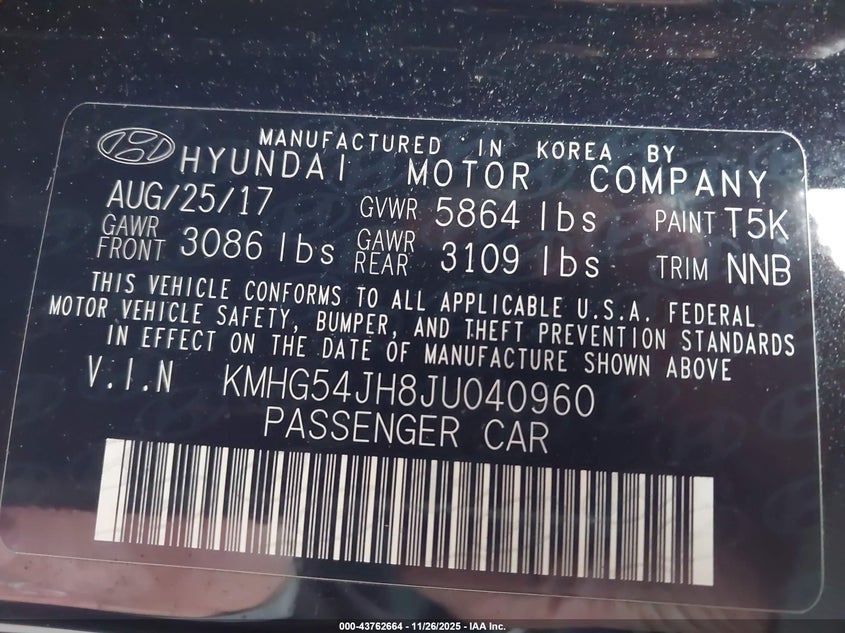 MANUFACTURED IN KOREA BY
HYUNDAI MOTOR COMPANY
AUG/25/17 GVWR 5864 lbs PAINT T5K
GAWR FRONT 3086 lbs GAWR REAR 3109 lbs TRIM NNB
THIS VEHICLE CONFORMS TO ALL APPLICABLE U.S.A. FEDERAL
MOTOR VEHICLE SAFETY, BUMPER, AND THEFT PREVENTION STANDARDS
IN EFFECT ON THE DATE OF MANUFACTURE SHOWN ABOVE
V.I.N KMHG54JH8JU040960
PASSENGER CAR
000-43762664 - 11/26/2025 - IAA Inc.